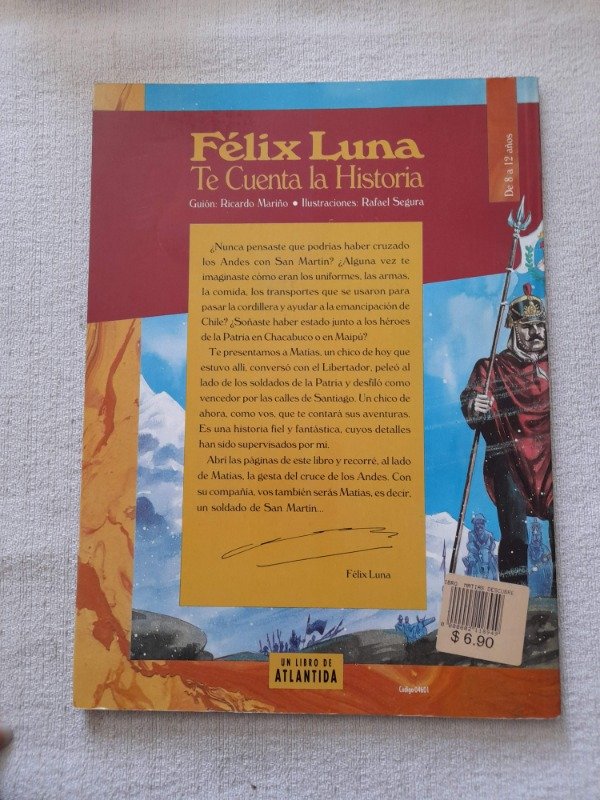 De 8 a 12 años
Félix Luna
Te Cuenta la Historia
Guión: Ricardo Mariño • Ilustraciones: Rafael Segura
¿Nunca pensaste que podrías haber cruzado
los Andes con San Martín? ¿Alguna vez te
imaginaste cómo eran los uniformes, las armas,
la comida, los transportes que se usaron para
pasar la cordillera y ayudar a la emancipación de
Chile? ¿Soñaste haber estado junto a los héroes
de la Patria en Chacabuco o en Maipú?
Te presentamos a Matías, un chico de hoy que
estuvo allí, conversó con el Libertador, peleó al
lado de los soldados de la Patria y desfiló como
vencedor por las calles de Santiago. Un chico de
ahora, como vos, que te contará sus aventuras.
Es una historia fiel y fantástica, cuyos detalles
han sido supervisados por mí.
Abrí las páginas de este libro y recorré, al lado
de Matías, la gesta del cruce de los Andes. Con
su compañía, vos también serás Matías, es decir,
un soldado de San Martín...
Félix Luna
MATIAS DESCUBRE
$ 6.90
UN LIBRO DE
ATLANTIDA
Código 04601